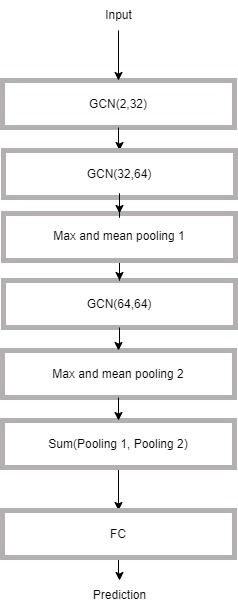 Input
GCN(2,32)
GCN(32,64)
Max and mean pooling 1
GCN(64,64)
Max and mean pooling 2
Sum(Pooling 1, Pooling 2)
FC
Prediction